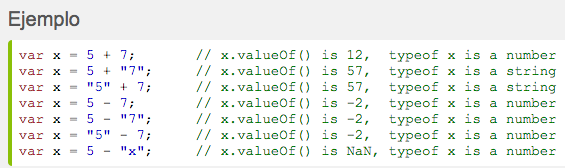 Ejemplo
var x = 5 + 7;       // x.valueOf() is 12,  typeof x is a number
var x = 5 + "7";     // x.valueOf() is 57,  typeof x is a string
var x = "5" + 7;     // x.valueOf() is 57,  typeof x is a string
var x = 5 - 7;       // x.valueOf() is -2,  typeof x is a number
var x = 5 - "7";     // x.valueOf() is -2,  typeof x is a number
var x = "5" - 7;     // x.valueOf() is -2,  typeof x is a number
var x = 5 - "x";     // x.valueOf() is NaN, typeof x is a number